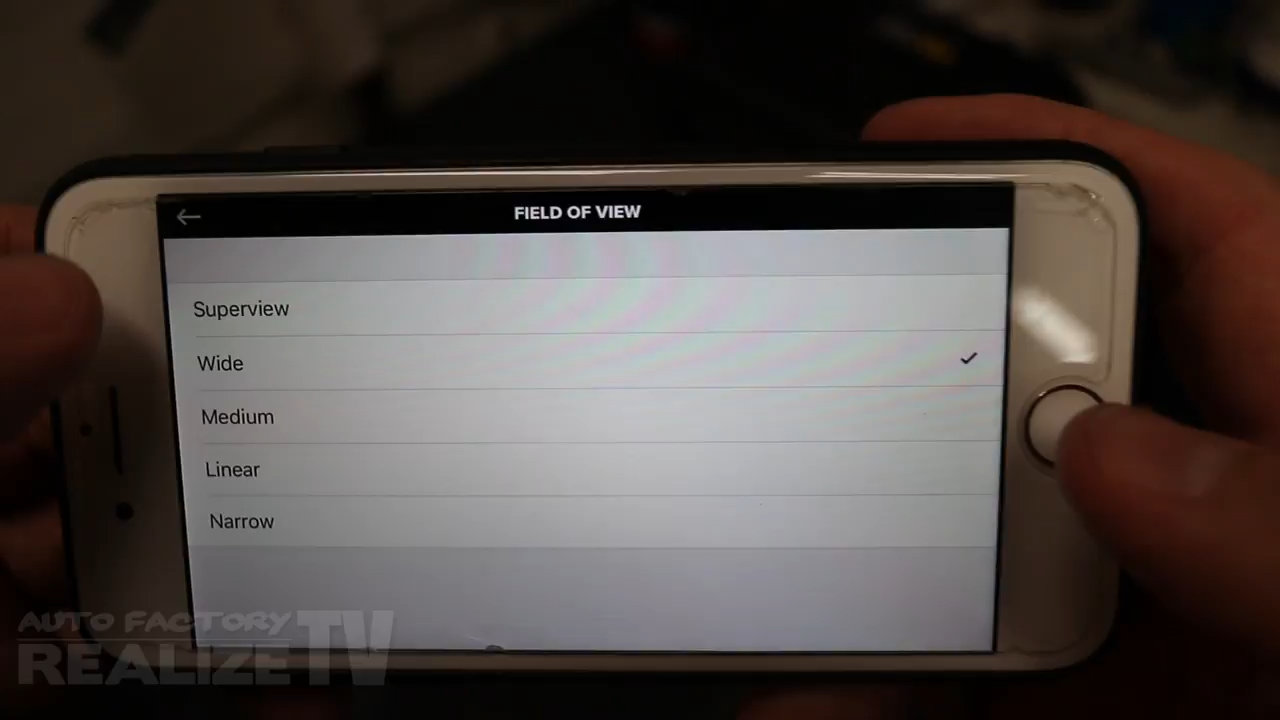 FIELD OF VIEW
Superview
Wide
Medium
Linear
Narrow
AUTO FACTORY
REALIZE TV